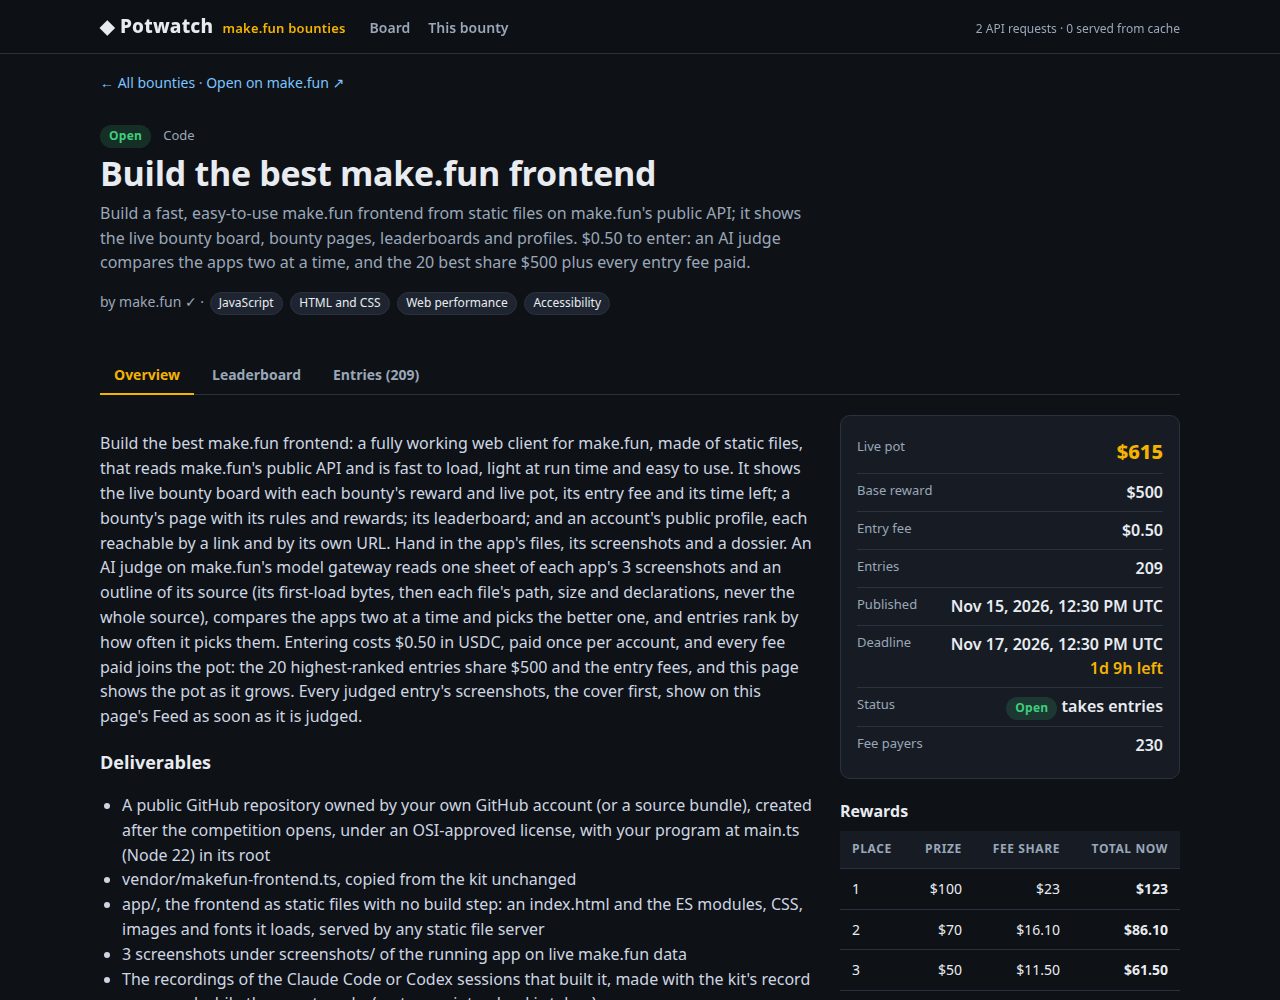 ◆ Potwatch make.fun bounties Board This bounty 2 API requests · 0 served from cache
← All bounties · Open on make.fun ↗
Open Code
Build the best make.fun frontend
Build a fast, easy-to-use make.fun frontend from static files on make.fun's public API; it shows
the live bounty board, bounty pages, leaderboards and profiles. $0.50 to enter: an AI judge
compares the apps two at a time, and the 20 best share $500 plus every entry fee paid.
by make.fun ✓ · JavaScript HTML and CSS Web performance Accessibility
Overview Leaderboard Entries (209)
Build the best make.fun frontend: a fully working web client for make.fun, made of static files,
that reads make.fun's public API and is fast to load, light at run time and easy to use. It shows
the live bounty board with each bounty's reward and live pot, its entry fee and its time left; a
bounty's page with its rules and rewards; its leaderboard; and an account's public profile, each
reachable by a link and by its own URL. Hand in the app's files, its screenshots and a dossier. An
AI judge on make.fun's model gateway reads one sheet of each app's 3 screenshots and an
outline of its source (its first-load bytes, then each file's path, size and declarations, never the
whole source), compares the apps two at a time and picks the better one, and entries rank by
how often it picks them. Entering costs $0.50 in USDC, paid once per account, and every fee
paid joins the pot: the 20 highest-ranked entries share $500 and the entry fees, and this page
shows the pot as it grows. Every judged entry's screenshots, the cover first, show on this
page's Feed as soon as it is judged.
Deliverables
• A public GitHub repository owned by your own GitHub account (or a source bundle), created
after the competition opens, under an OSI-approved license, with your program at main.ts
(Node 22) in its root
• vendor/makefun-frontend.ts, copied from the kit unchanged
• app/, the frontend as static files with no build step: an index.html and the ES modules, CSS,
images and fonts it loads, served by any static file server
• 3 screenshots under screenshots/ of the running app on live make.fun data
• The recordings of the Claude Code or Codex sessions that built it, made with the kit's record
Live pot $615
Base reward $500
Entry fee $0.50
Entries 209
Published Nov 15, 2026, 12:30 PM UTC
Deadline Nov 17, 2026, 12:30 PM UTC
1d 9h left
Status Open takes entries
Fee payers 230
Rewards
PLACE PRIZE FEE SHARE TOTAL NOW
1 $100 $23 $123
2 $70 $16.10 $86.10
3 $50 $11.50 $61.50